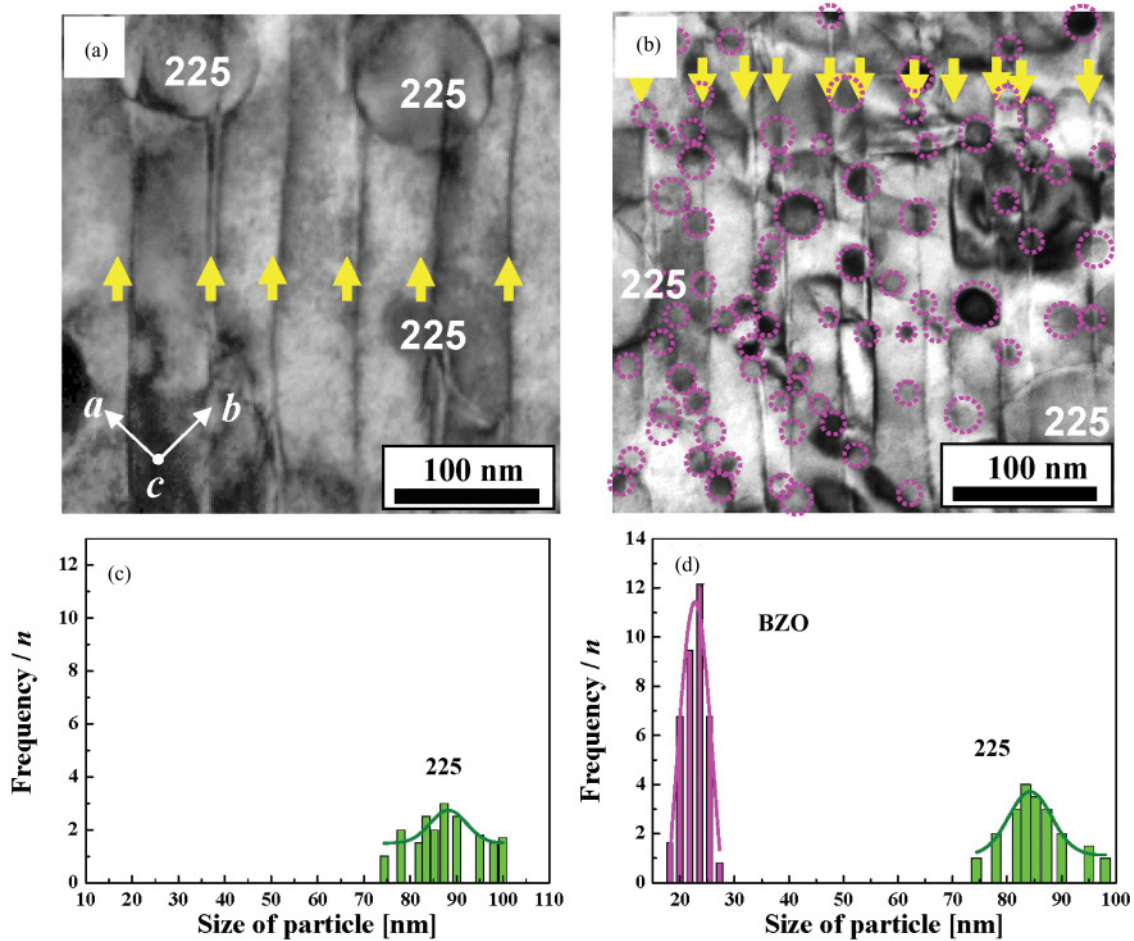 (a)
225
225
225
a
b
c
100 nm
(b)
225
225
100 nm
(c)
Frequency / n
12
10
8
6
4
2
0
225
10 20 30 40 50 60 70 80 90 100 110
Size of particle [nm]
(d)
Frequency / n
14
12
10
8
6
4
2
0
BZO
225
20 30 40 50 60 70 80 90 100
Size of particle [nm]